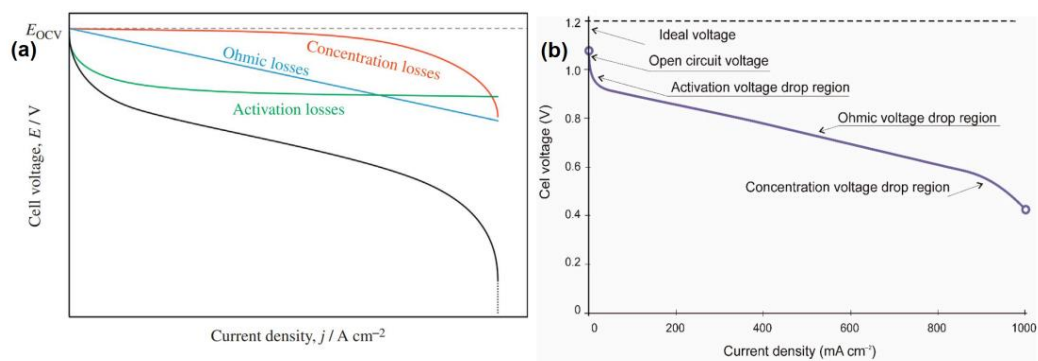 (a)
E_OCV
Concentration losses
Ohmic losses
Activation losses
Cell voltage, E / V
Current density, j / A cm⁻²
(b)
1.2
Ideal voltage
Open circuit voltage
1.0
Activation voltage drop region
0.8
Ohmic voltage drop region
0.6
Concentration voltage drop region
0.4
0.2
0
Cel voltage (V)
0 200 400 600 800 1000
Current density (mA cm⁻²)